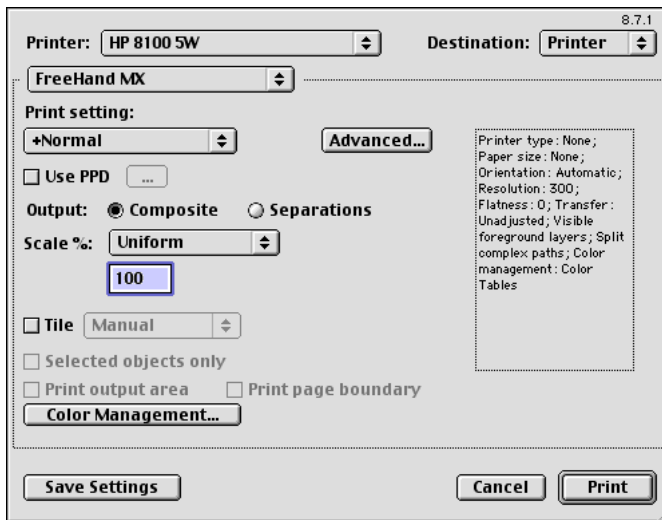 8.7.1
Printer: HP 8100 5W Destination: Printer
FreeHand MX
Print setting:
+Normal Advanced...
Use PPD ...
Output: Composite Separations
Scale %: Uniform
100
Tile Manual
Selected objects only
Print output area Print page boundary
Color Management...
Printer type: None;
Paper size: None;
Orientation: Automatic;
Resolution: 300;
Flatness: 0; Transfer:
Unadjusted; Visible
foreground layers; Split
complex paths; Color
management: Color
Tables
Save Settings Cancel Print